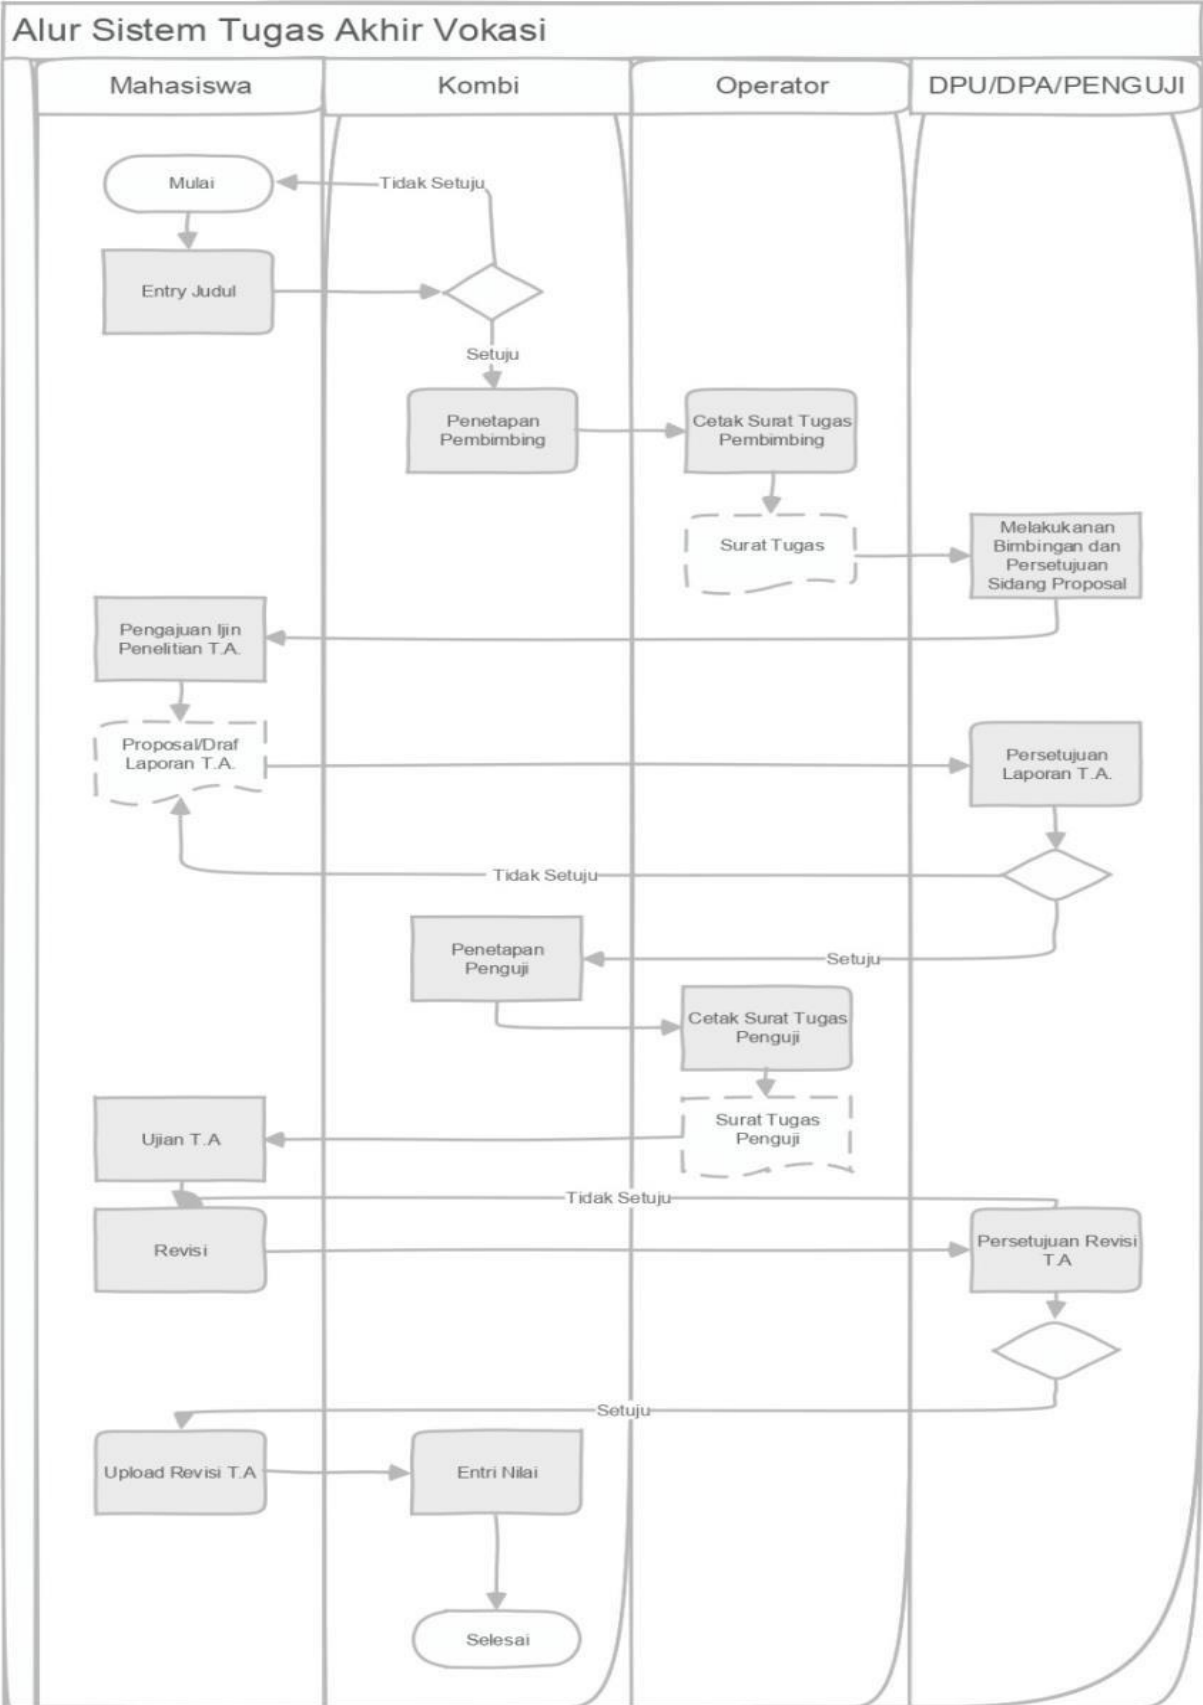 Alur Sistem Tugas Akhir Vokasi
Mahasiswa
Kombi
Operator
DPU/DPA/PENGUJI
Mulai
Tidak Setuju
Entry Judul
Setuju
Penetapan
Pembimbing
Cetak Surat Tugas
Pembimbing
Surat Tugas
Melakukanan
Bimbingan dan
Persetujuan
Sidang Proposal
Pengajuan Ijin
Penelitian T.A.
Proposal/Draf
Laporan T.A.
Persetujuan
Laporan T.A.
Tidak Setuju
Penetapan
Penguji
Setuju
Cetak Surat Tugas
Penguji
Surat Tugas
Penguji
Ujian T.A
Tidak Setuju
Revisi
Persetujuan Revisi
T.A
Setuju
Upload Revisi T.A
Entri Nilai
Selesai